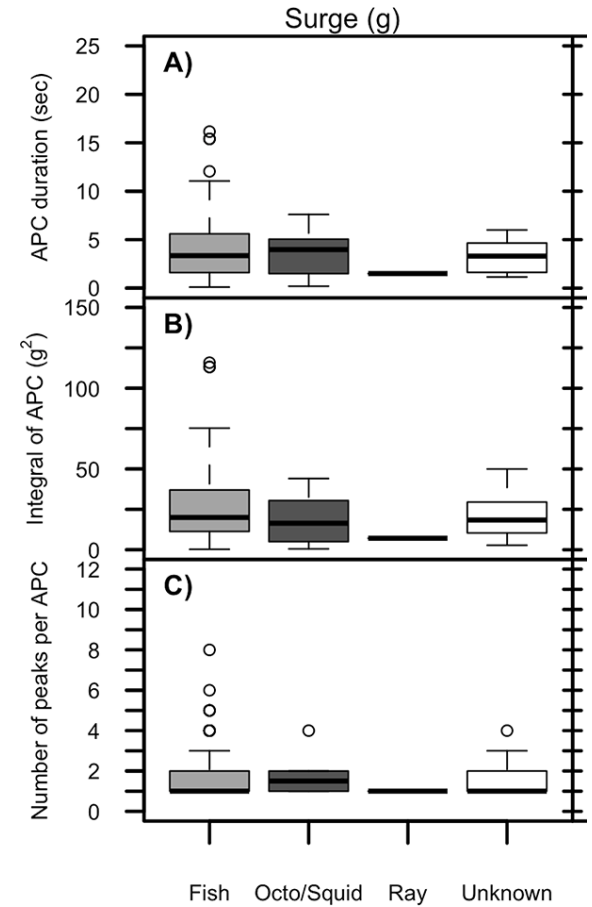 Surge (g)
A)
APC duration (sec)
25
20
15
10
5
0
B)
Integral of APC (g²)
150
100
50
0
C)
Number of peaks per APC
12
10
8
6
4
2
0
Fish Octo/Squid Ray Unknown